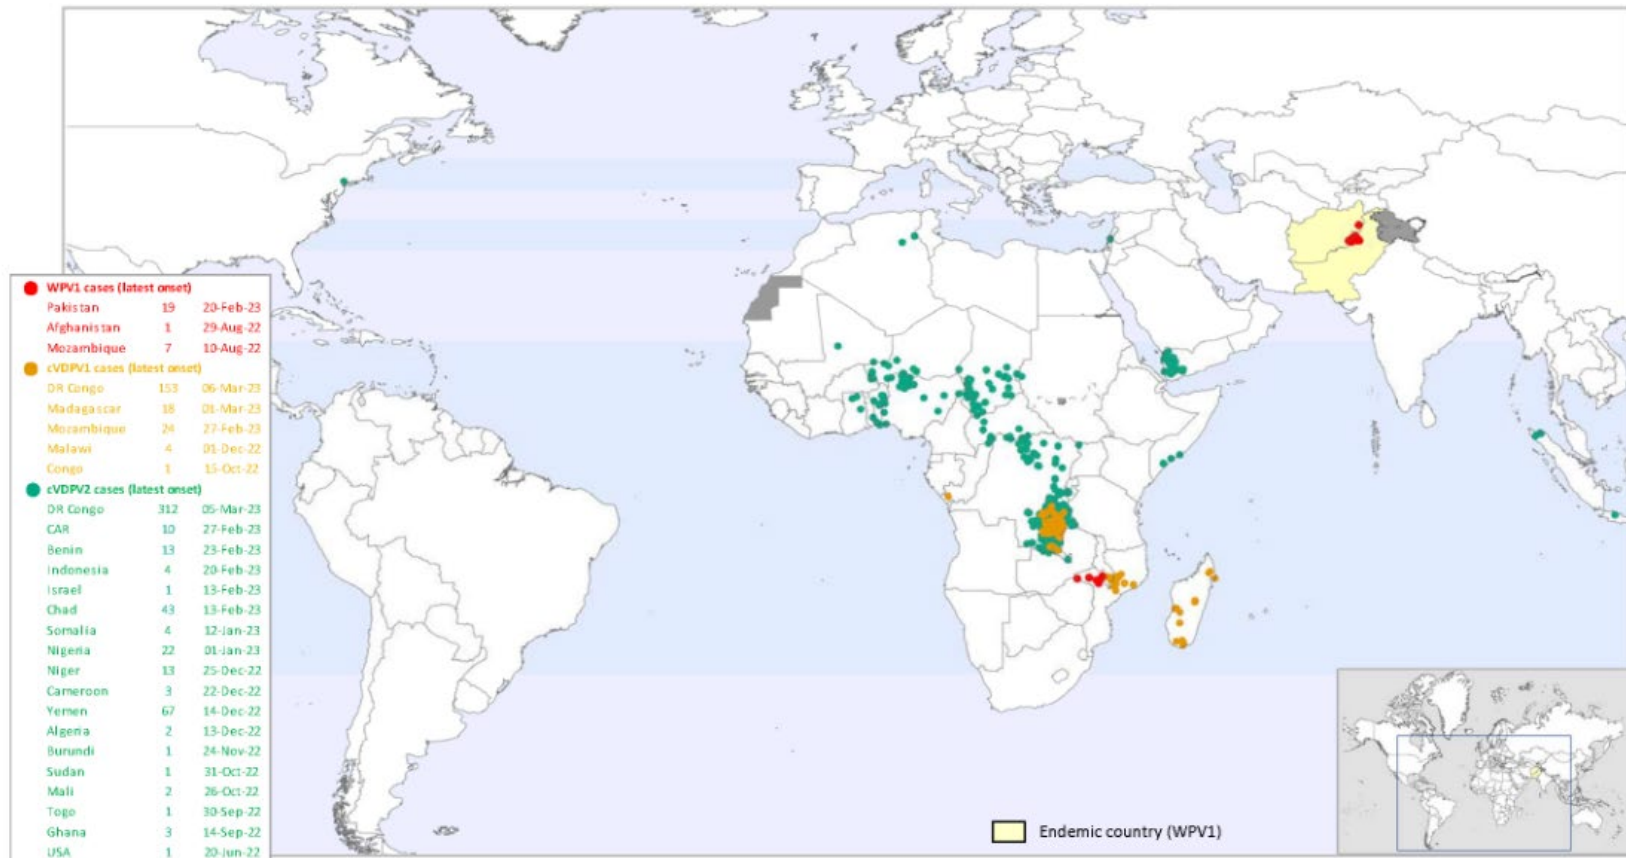 WPV1 cases (latest onset)
Pakistan 19 20-Feb-23
Afghanistan 1 29-Aug-22
Mozambique 7 10-Aug-22
cVDPV1 cases (latest onset)
DR Congo 153 06-Mar-23
Madagascar 18 01-Mar-23
Mozambique 24 27-Feb-23
Malawi 4 01-Dec-22
Congo 1 15-Oct-22
cVDPV2 cases (latest onset)
DR Congo 312 05-Mar-23
CAR 10 27-Feb-23
Benin 13 23-Feb-23
Indonesia 4 20-Feb-23
Israel 1 13-Feb-23
Chad 43 13-Feb-23
Somalia 4 12-Jan-23
Nigeria 22 01-Jan-23
Niger 13 25-Dec-22
Cameroon 3 22-Dec-22
Yemen 67 14-Dec-22
Algeria 2 13-Dec-22
Burundi 1 24-Nov-22
Sudan 1 31-Oct-22
Mali 2 26-Oct-22
Togo 1 30-Sep-22
Ghana 3 14-Sep-22
USA 1 20-Jun-22
Endemic country (WPV1)